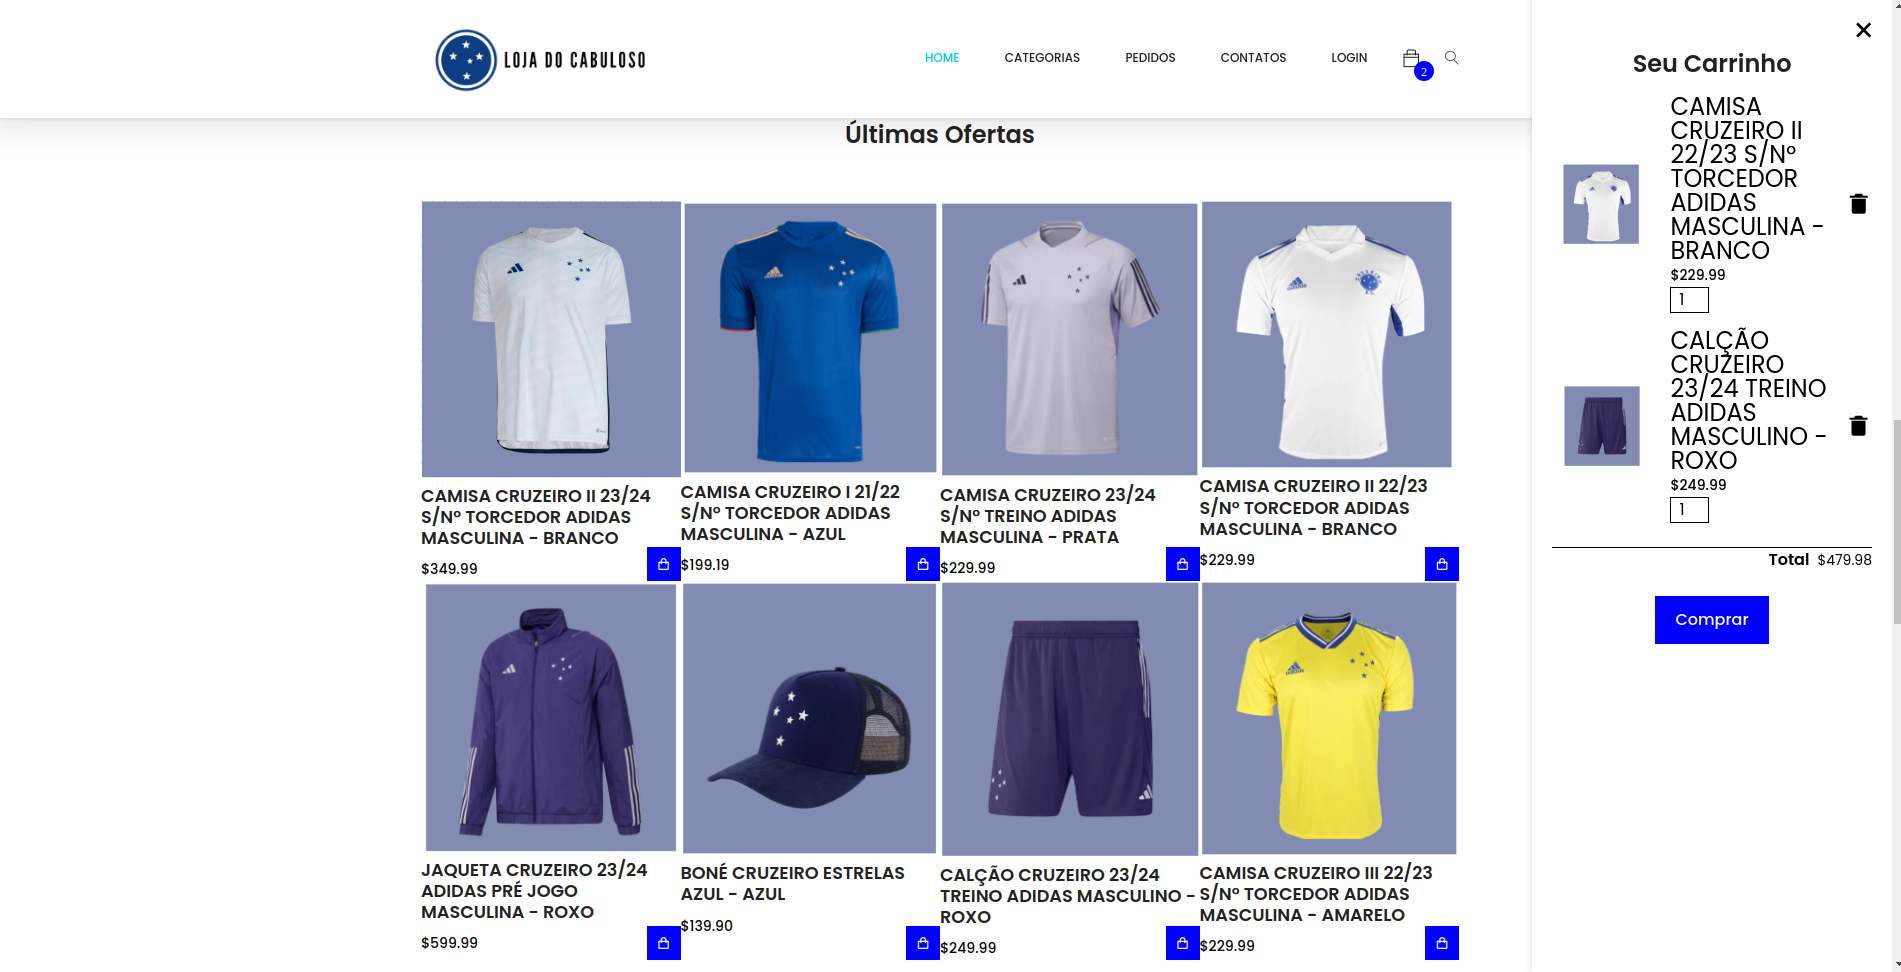 LOJA DO CABULOSO
HOME
CATEGORIAS
PEDIDOS
CONTATOS
LOGIN
2
Últimas Ofertas
CAMISA CRUZEIRO II 23/24
S/Nº TORCEDOR ADIDAS
MASCULINA - BRANCO
$349.99
CAMISA CRUZEIRO I 21/22
S/Nº TORCEDOR ADIDAS
MASCULINA - AZUL
$199.19
CAMISA CRUZEIRO 23/24
S/Nº TREINO ADIDAS
MASCULINA - PRATA
$229.99
CAMISA CRUZEIRO II 22/23
S/Nº TORCEDOR ADIDAS
MASCULINA - BRANCO
$229.99
JAQUETA CRUZEIRO 23/24
ADIDAS PRÉ JOGO
MASCULINA - ROXO
$599.99
BONÉ CRUZEIRO ESTRELAS
AZUL - AZUL
$139.90
CALÇÃO CRUZEIRO 23/24
TREINO ADIDAS MASCULINO -
ROXO
$249.99
CAMISA CRUZEIRO III 22/23
S/Nº TORCEDOR ADIDAS
MASCULINA - AMARELO
$229.99
Seu Carrinho
CAMISA
CRUZEIRO II
22/23 S/Nº
TORCEDOR
ADIDAS
MASCULINA -
BRANCO
$229.99
1
CALÇÃO
CRUZEIRO
23/24 TREINO
ADIDAS
MASCULINO -
ROXO
$249.99
1
Total $479.98
Comprar